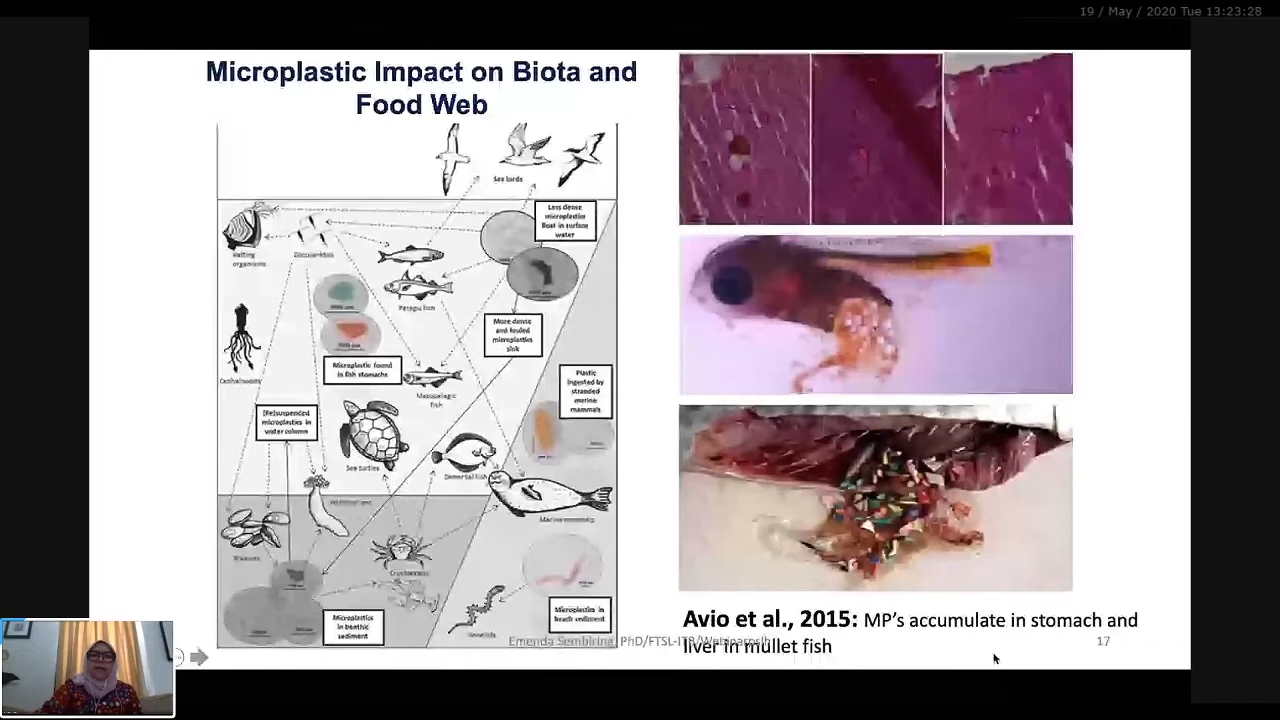 19 / May / 2020 Tue 13:23:28
Microplastic Impact on Biota and
Food Web
Sea birds
Less dense
microplastics
float in surface
water
Rafting
organisms
Pelagic fish
More dense
and fouled
microplastics
sink
Microplastic found
in fish stomachs
Cephalopods
Mesopelagic
fish
Plastic
ingested by
stranded
marine
mammals
[Re]suspended
microplastics in
water column
Sea turtles
Demersal fish
Marine mammals
Bivalves
Crustaceans
Microplastics
in benthic
sediment
Microplastics in
beach sediment
Avio et al., 2015: MP's accumulate in stomach and
liver in mullet fish
Emenda Sembiring, PhD/FTSL-ITB/
17